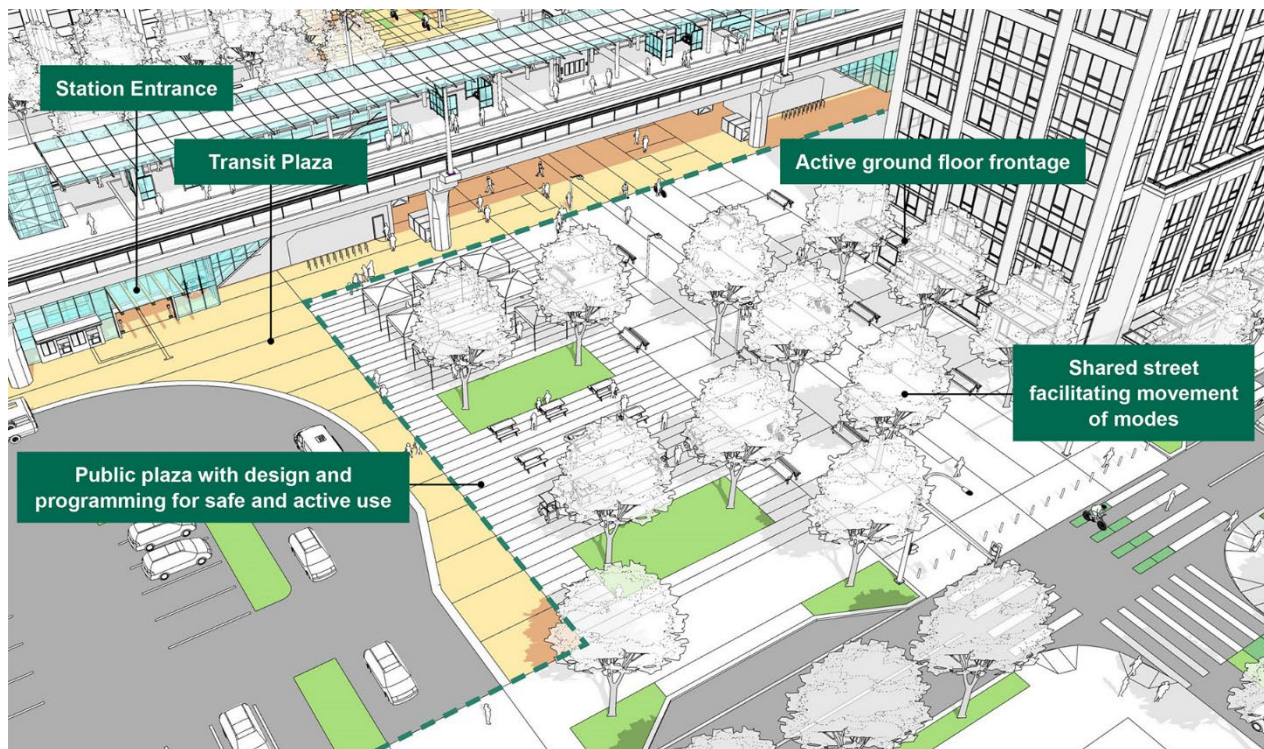 Station Entrance
Transit Plaza
Active ground floor frontage
Shared street
facilitating movement
of modes
Public plaza with design and
programming for safe and active use